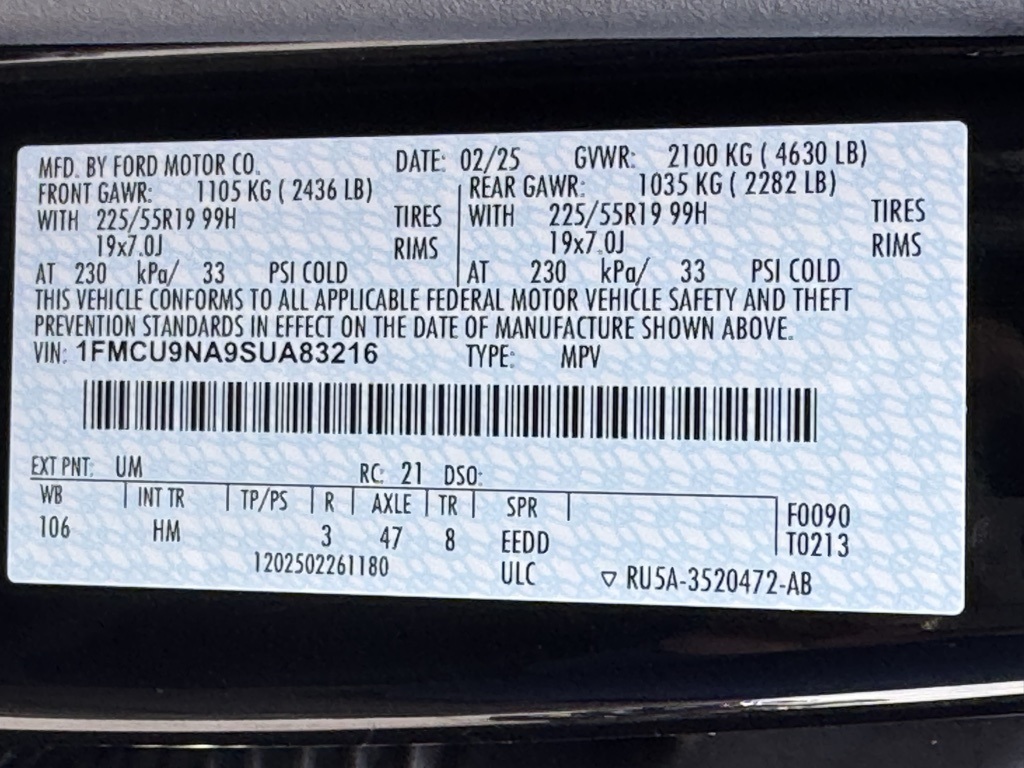 MFD. BY FORD MOTOR CO. DATE: 02/25 GVWR: 2100 KG ( 4630 LB)
FRONT GAWR: 1105 KG ( 2436 LB) REAR GAWR: 1035 KG ( 2282 LB)
WITH 225/55R19 99H TIRES WITH 225/55R19 99H TIRES
19x7.0J RIMS 19x7.0J RIMS
AT 230 kPa/ 33 PSI COLD AT 230 kPa/ 33 PSI COLD
THIS VEHICLE CONFORMS TO ALL APPLICABLE FEDERAL MOTOR VEHICLE SAFETY AND THEFT
PREVENTION STANDARDS IN EFFECT ON THE DATE OF MANUFACTURE SHOWN ABOVE.
VIN: 1FMCU9NA9SUA83216 TYPE: MPV
EXT PNT: UM RC: 21 DSO:
WB INT TR TP/PS R AXLE TR SPR F0090
106 HM 3 47 8 EEDD T0213
1202502261180 ULC ▽ RU5A-3520472-AB